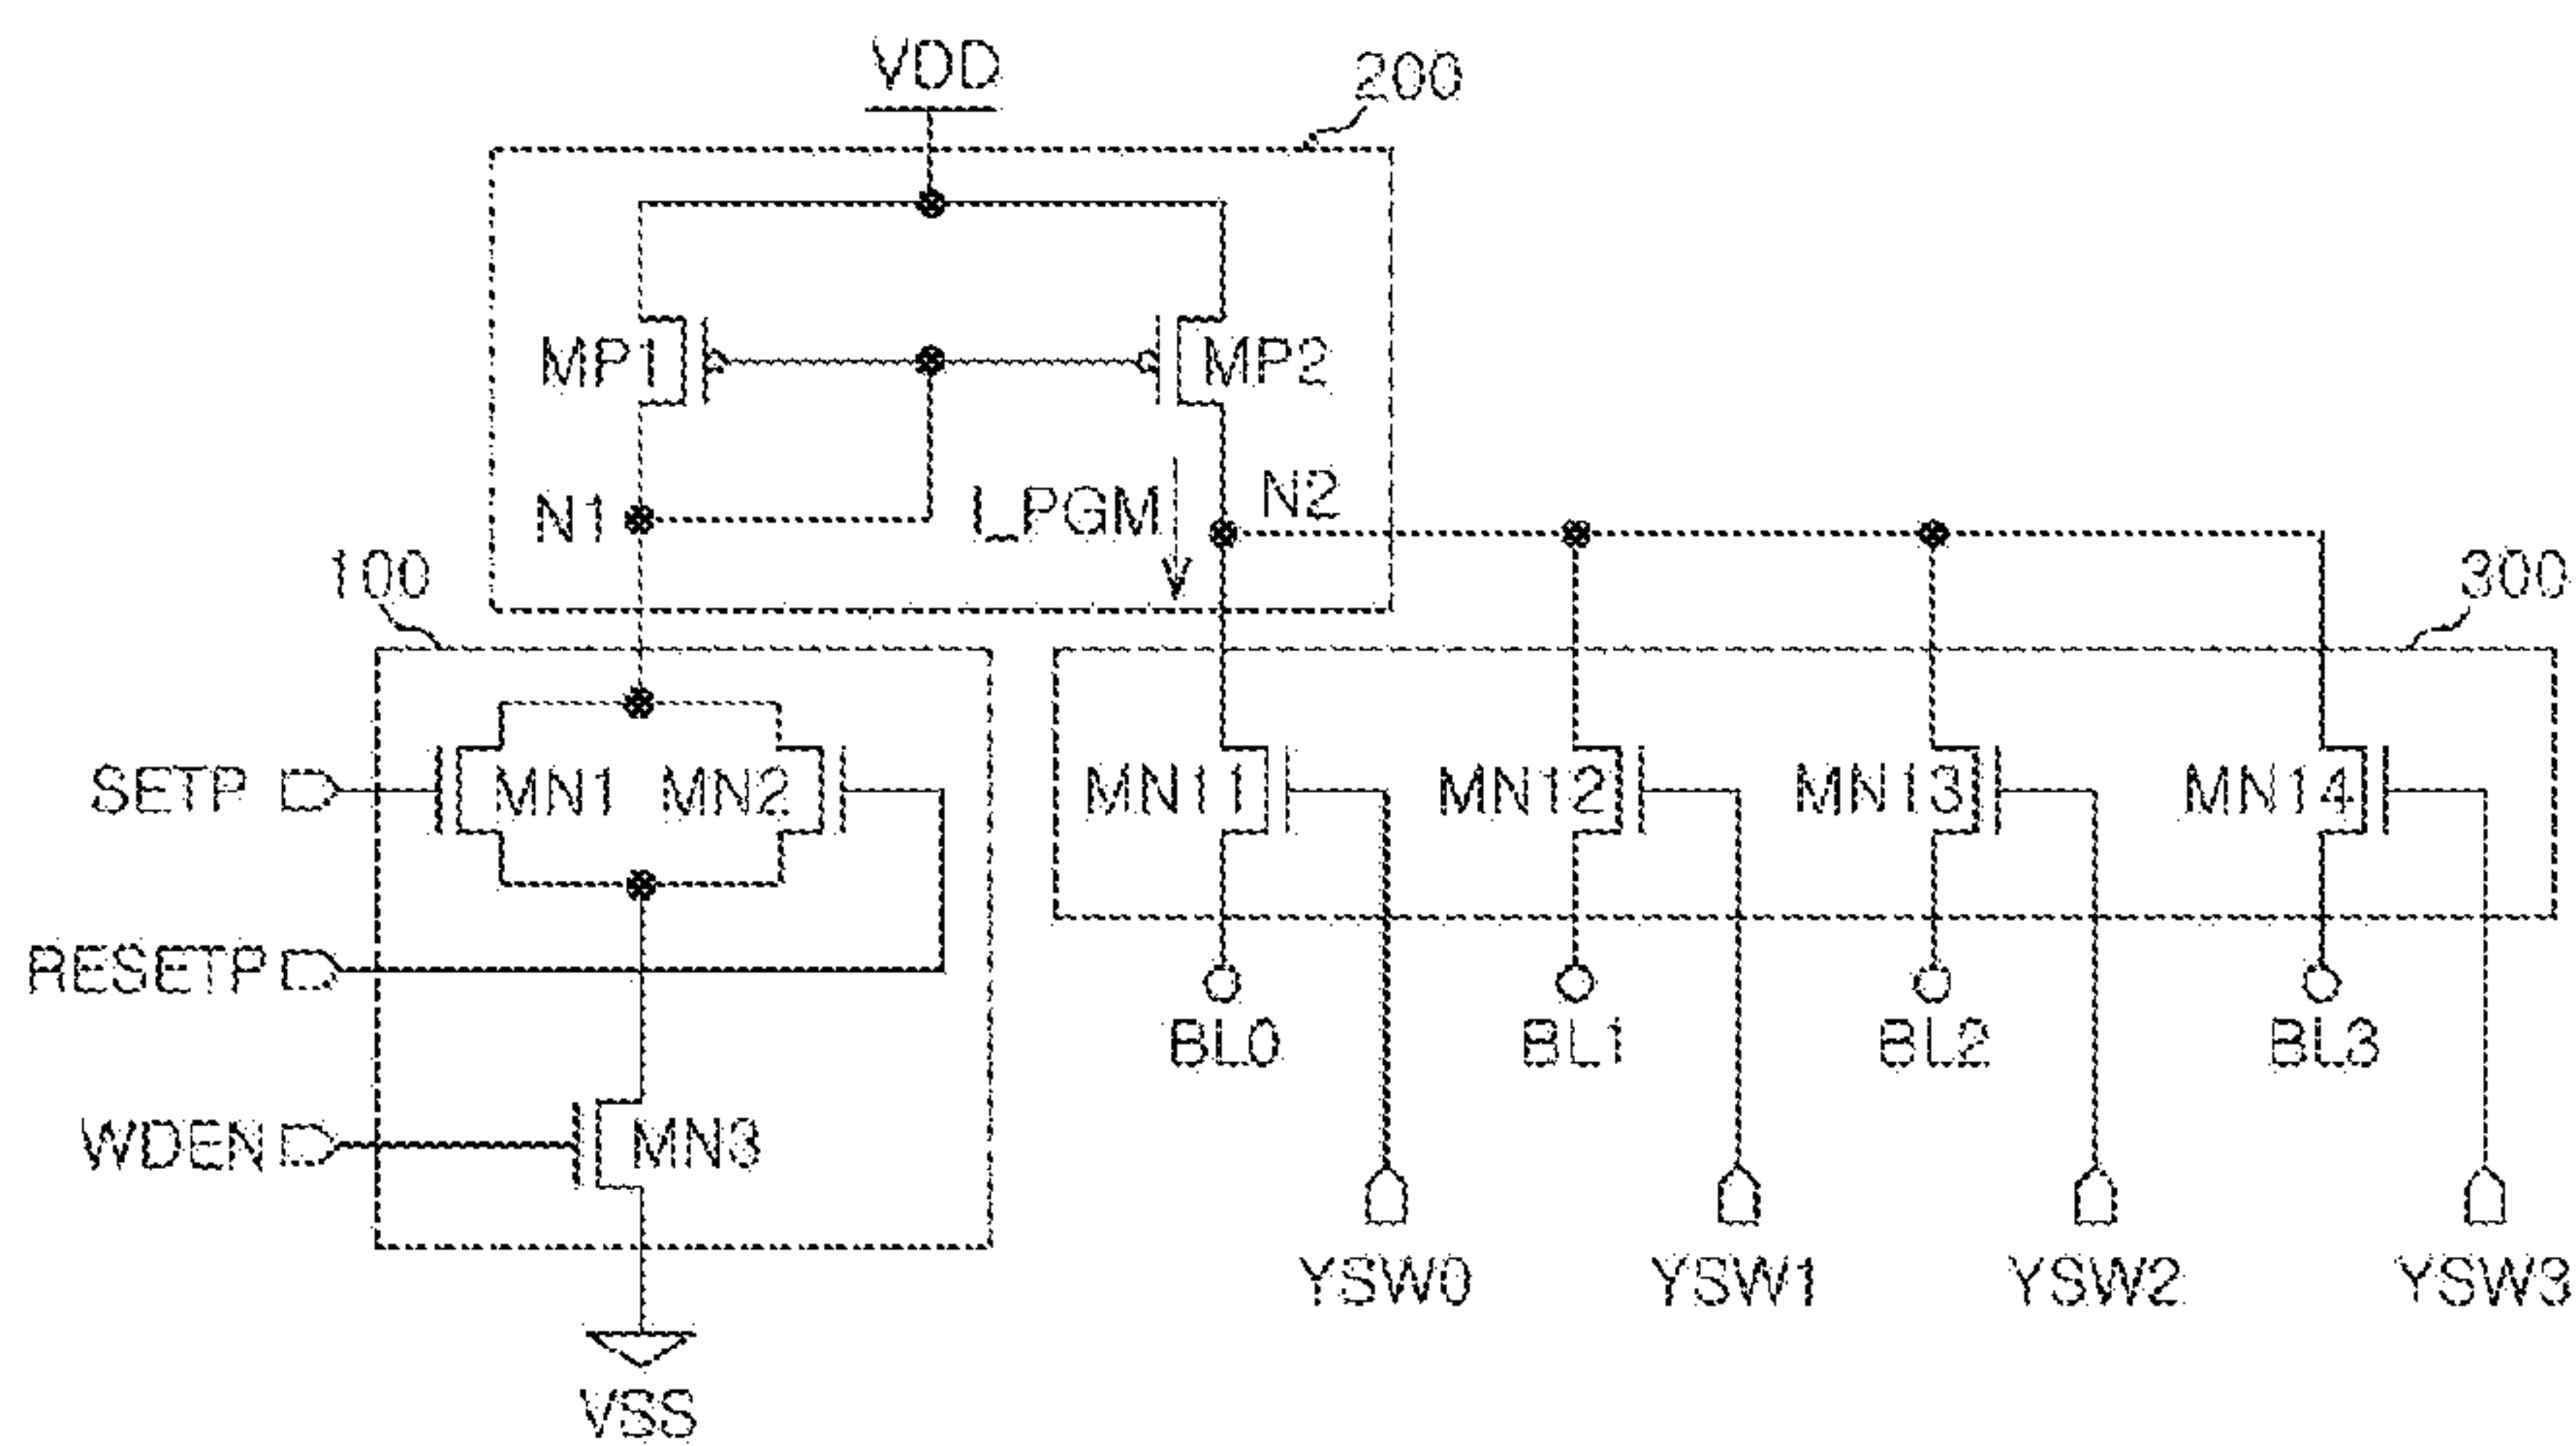 VDD
200
MP1
MP2
N1
I_PGM
N2
100
300
SETP
MN1
MN2
MN11
MN12
MN13
MN14
RESETP
BL0
BL1
BL2
BL3
WDEN
MN3
YSW0
YSW1
YSW2
YSW3
VSS